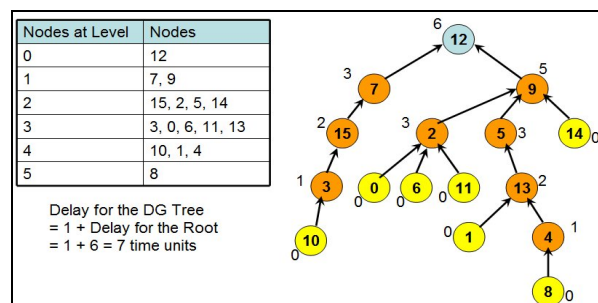 Nodes at Level Nodes
0 12
1 7, 9
2 15, 2, 5, 14
3 3, 0, 6, 11, 13
4 10, 1, 4
5 8
Delay for the DG Tree
= 1 + Delay for the Root
= 1 + 6 = 7 time units
6 12
3 7
5 9
2 15
3 2
5 3
14 0
1 3
0 0
6 0
11 0
13 2
10 0
0 1
4 1
8 0